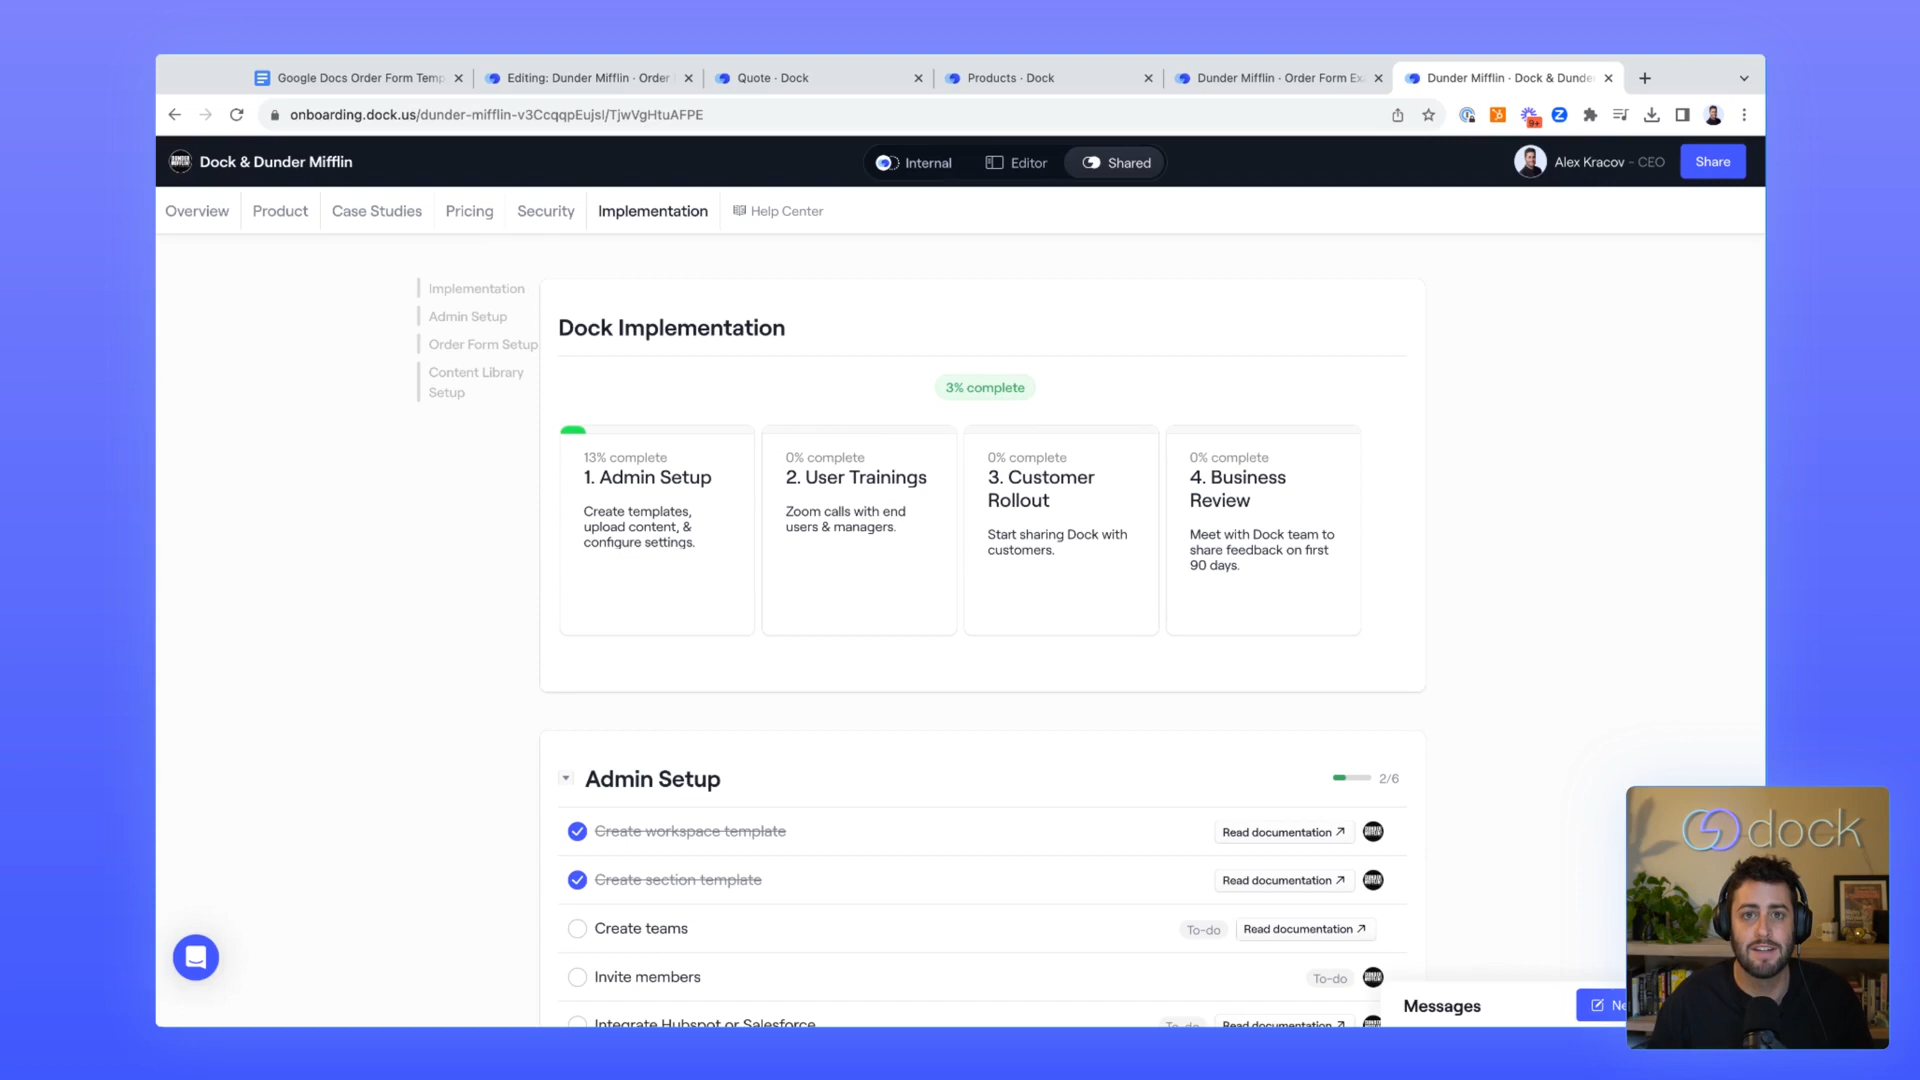 Google Docs Order Form Temp
Editing: Dunder Mifflin · Order
Quote · Dock
Products · Dock
Dunder Mifflin · Order Form Ex
Dunder Mifflin · Dock & Dunde
onboarding.dock.us/dunder-mifflin-v3CcqqpEujsI/TjwVgHtuAFPE
9+
Dock & Dunder Mifflin
Internal
Editor
Shared
Alex Kracov - CEO
Share
Overview
Product
Case Studies
Pricing
Security
Implementation
Help Center
Implementation
Admin Setup
Order Form Setup
Content Library
Setup
Dock Implementation
3% complete
13% complete
1. Admin Setup
Create templates,
upload content, &
configure settings.
0% complete
2. User Trainings
Zoom calls with end
users & managers.
0% complete
3. Customer
Rollout
Start sharing Dock with
customers.
0% complete
4. Business
Review
Meet with Dock team to
share feedback on first
90 days.
Admin Setup
2/6
Create workspace template
Read documentation
Create section template
Read documentation
Create teams
To-do
Read documentation
Invite members
To-do
Integrate Hubspot or Salesforce
To-do
Read documentation
Messages
Ne
dock